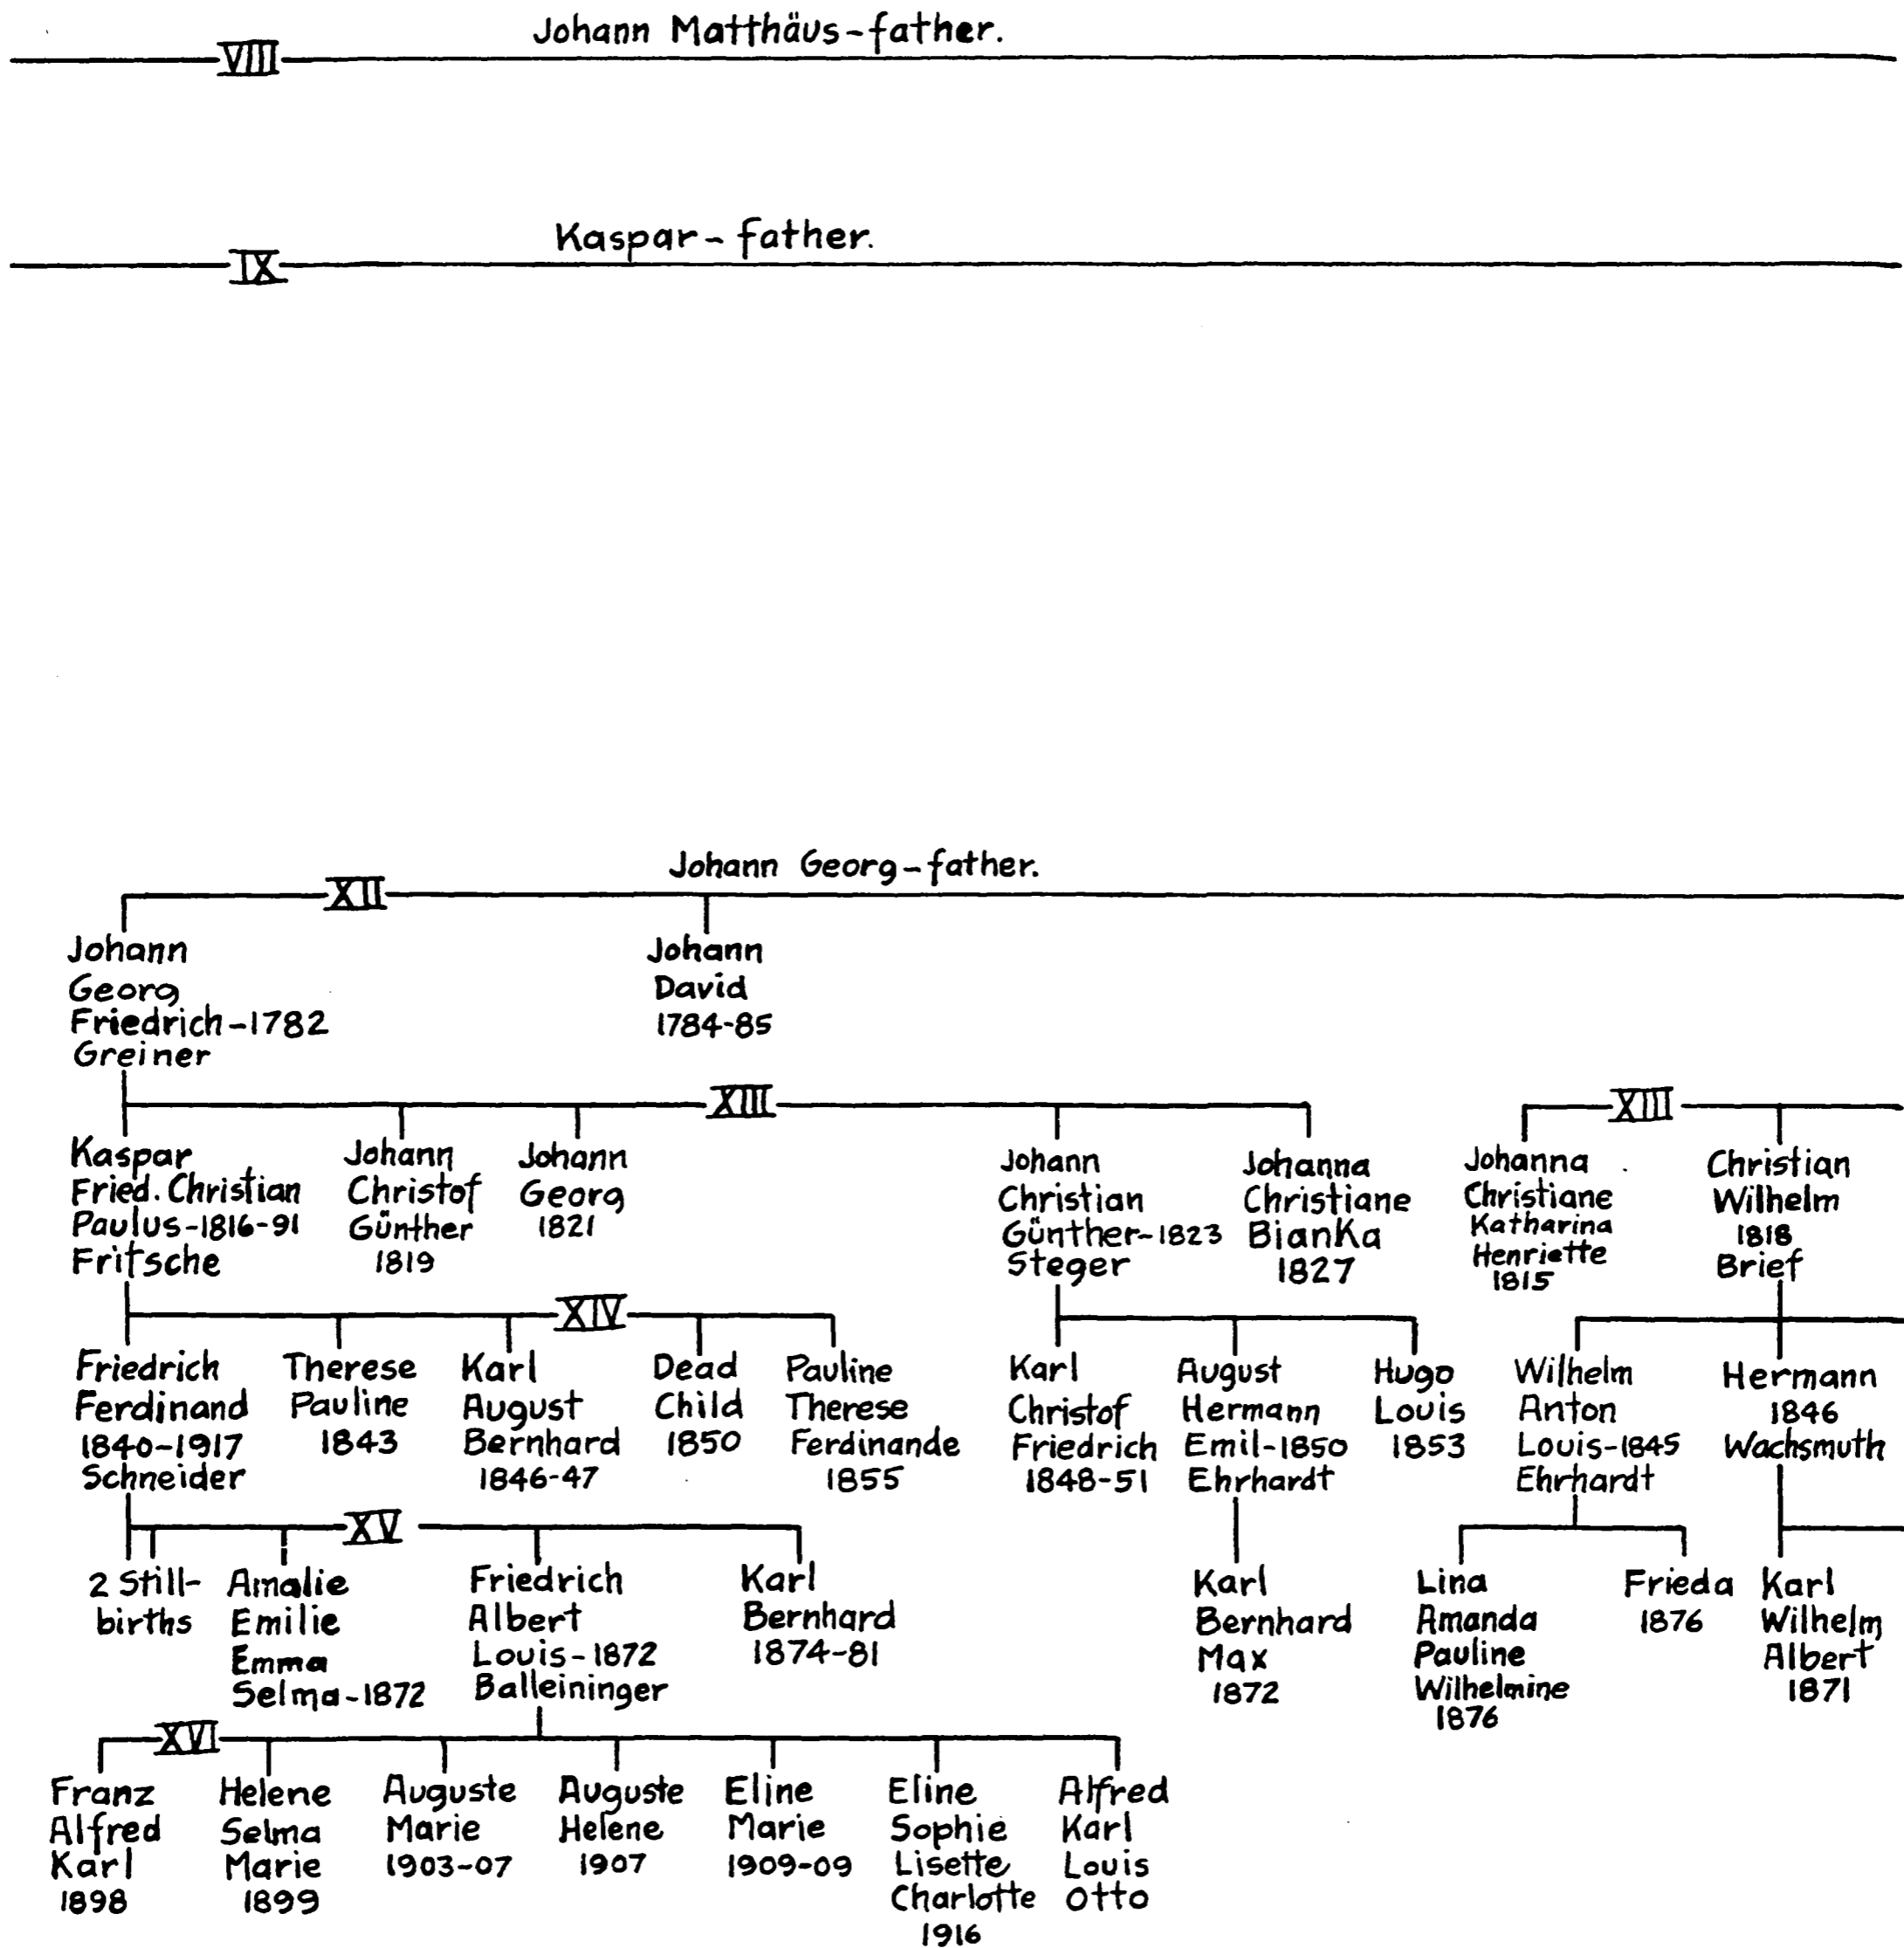 Johann Matthäus-father.
VIII
Kaspar-father.
IX
Johann Georg-father.
XII
Johann
Georg
Friedrich-1782
Greiner
Johann
David
1784-85
XIII
XIII
Kaspar
Fried. Christian
Paulus-1816-91
Fritsche
Johann
Christof
Günther
1819
Johann
Georg
1821
Johann
Christian
Günther-1823
Steger
Johanna
Christiane
Bianka
1827
Johanna
Christiane
Katharina
Henriette
1815
Christian
Wilhelm
1818
Brief
XIV
Friedrich
Ferdinand
1840-1917
Schneider
Therese
Pauline
1843
Karl
August
Bernhard
1846-47
Dead
Child
1850
Pauline
Therese
Ferdinande
1855
Karl
Christof
Friedrich
1848-51
August
Hermann
Emil-1850
Ehrhardt
Hugo
Louis
1853
Wilhelm
Anton
Louis-1845
Ehrhardt
Hermann
1846
Wachsmuth
XV
2 Still-
births
Amalie
Emilie
Emma
Selma-1872
Friedrich
Albert
Louis-1872
Balleininger
Karl
Bernhard
1874-81
Karl
Bernhard
Max
1872
Lina
Amanda
Pauline
Wilhelmine
1876
Frieda
1876
Karl
Wilhelm
Albert
1871
XVI
Franz
Alfred
Karl
1898
Helene
Selma
Marie
1899
Auguste
Marie
1903-07
Auguste
Helene
1907
Eline
Marie
1909-09
Eline
Sophie
Lisette
Charlotte
1916
Alfred
Karl
Louis
Otto